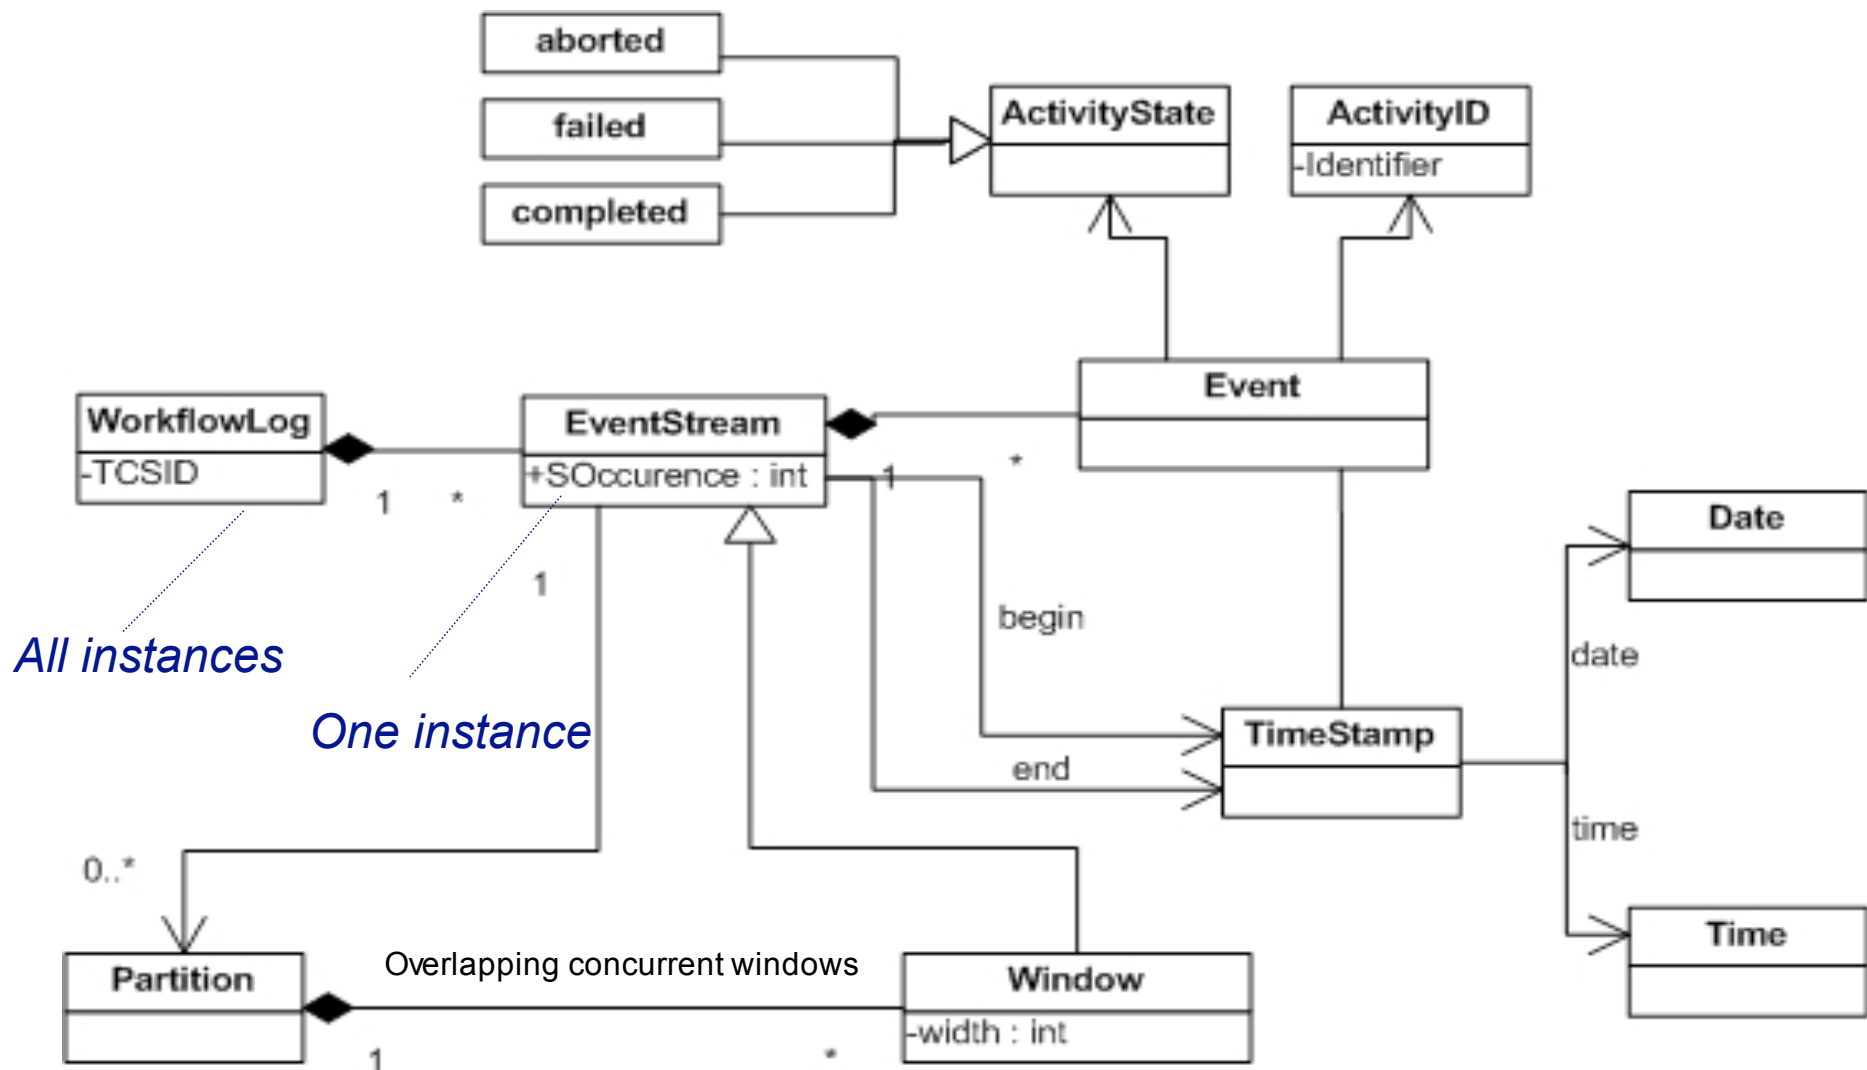 aborted
failed
completed
ActivityState
ActivityID
-Identifier
Event
WorkflowLog
-TCSID
1
*
EventStream
+SOccurence : int
1
*
1
All instances
One instance
begin
end
TimeStamp
Date
date
time
Time
0..*
Partition
Overlapping concurrent windows
1
*
Window
-width : int